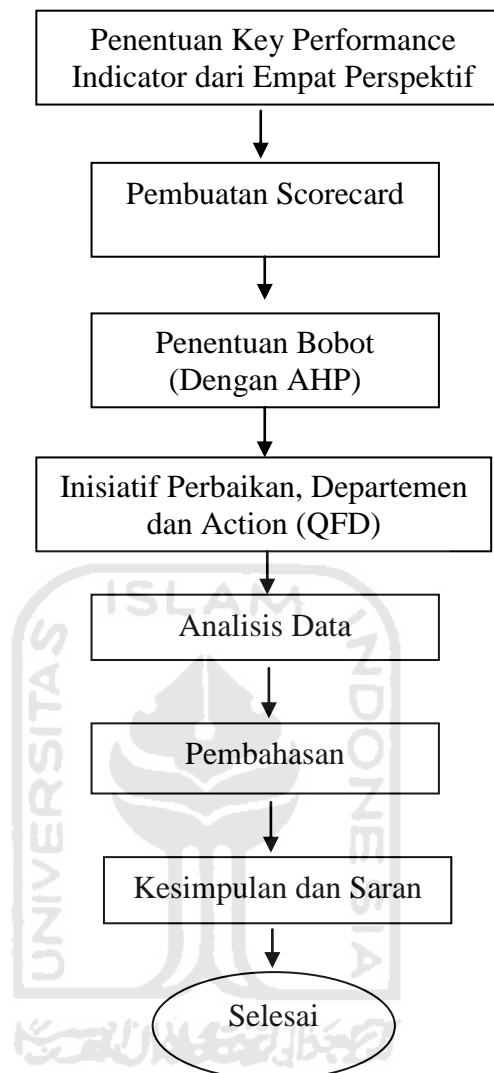 Penentuan Key Performance
Indicator dari Empat Perspektif
Pembuatan Scorecard
Penentuan Bobot
(Dengan AHP)
Inisiatif Perbaikan, Departemen
dan Action (QFD)
Analisis Data
Pembahasan
Kesimpulan dan Saran
Selesai
UNIVERSITAS
ISLAM
INDONESIA